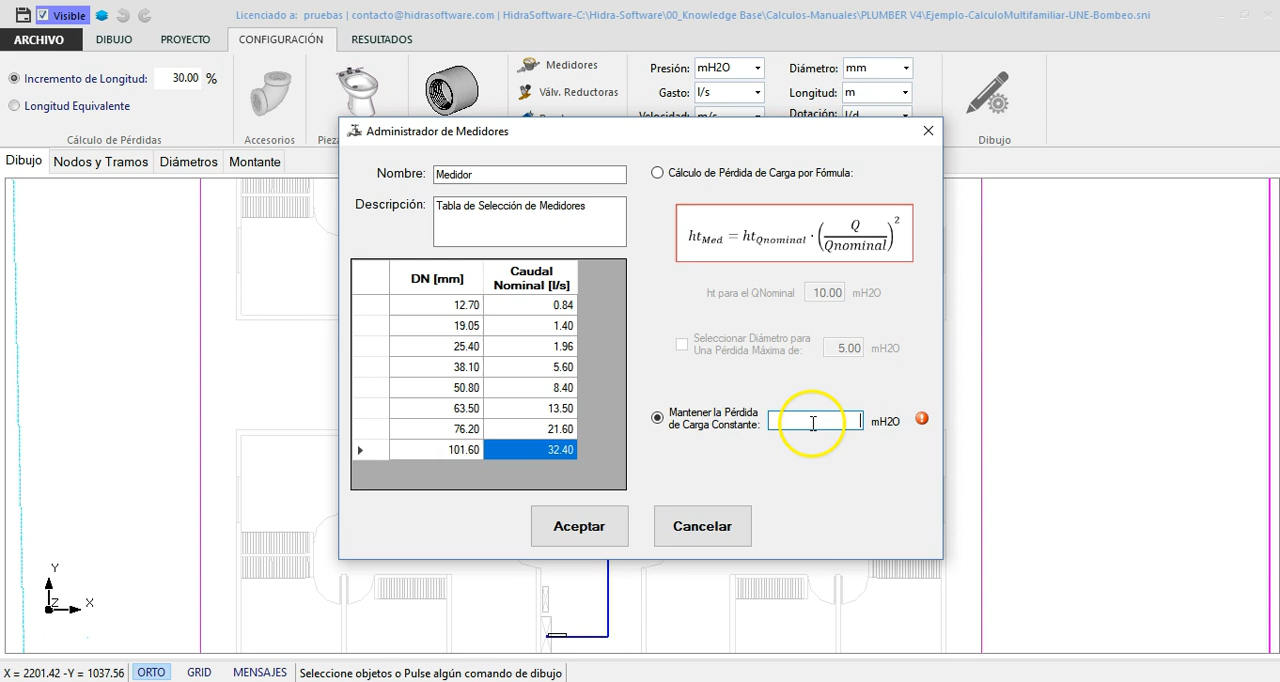 Visible
Licenciado a: pruebas | contacto@hidrasoftware.com | HidraSoftware-C:\Hidra-Software\00_Knowledge Base\Calculos-Manuales\PLUMBER V4\Ejemplo-CalculoMultifamiliar-UNE-Bombeo.sni
ARCHIVO DIBUJO PROYECTO CONFIGURACIÓN RESULTADOS
Incremento de Longitud: 30.00 %
Longitud Equivalente
Cálculo de Pérdidas
Accesorios
Medidores
Válv. Reductoras
Presión: mH2O
Diámetro: mm
Gasto: l/s
Longitud: m
Velocidad: m/s
Dotación: l/d
Dibujo
Dibujo Nodos y Tramos Diámetros Montante
Administrador de Medidores
Nombre: Medidor
Descripción: Tabla de Selección de Medidores
DN [mm] Caudal
Nominal [l/s]
12.70 0.84
19.05 1.40
25.40 1.96
38.10 5.60
50.80 8.40
63.50 13.50
76.20 21.60
101.60 32.40
Cálculo de Pérdida de Carga por Fórmula:
ht_Med = ht_Qnominal · (Q / Qnominal)^2
ht para el QNominal 10.00 mH2O
Seleccionar Diámetro para
Una Pérdida Máxima de: 5.00 mH2O
Mantener la Pérdida
de Carga Constante: mH2O
Aceptar Cancelar
Y
Z X
X = 2201.42 -Y = 1037.56 ORTO GRID MENSAJES Seleccione objetos o Pulse algún comando de dibujo